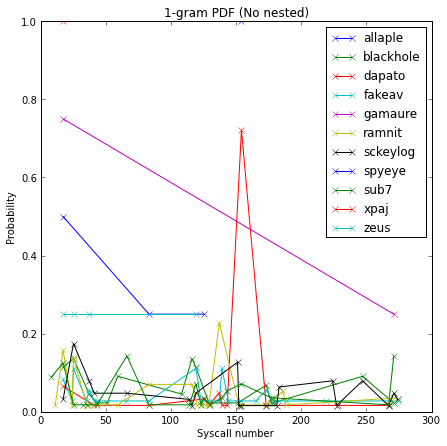 1-gram PDF (No nested)
1.0
0.8
0.6
0.4
0.2
0.0
Probability
allaple
blackhole
dapato
fakeav
gamaure
ramnit
sckeylog
spyeye
sub7
xpaj
zeus
0
50
100
150
200
250
300
Syscall number